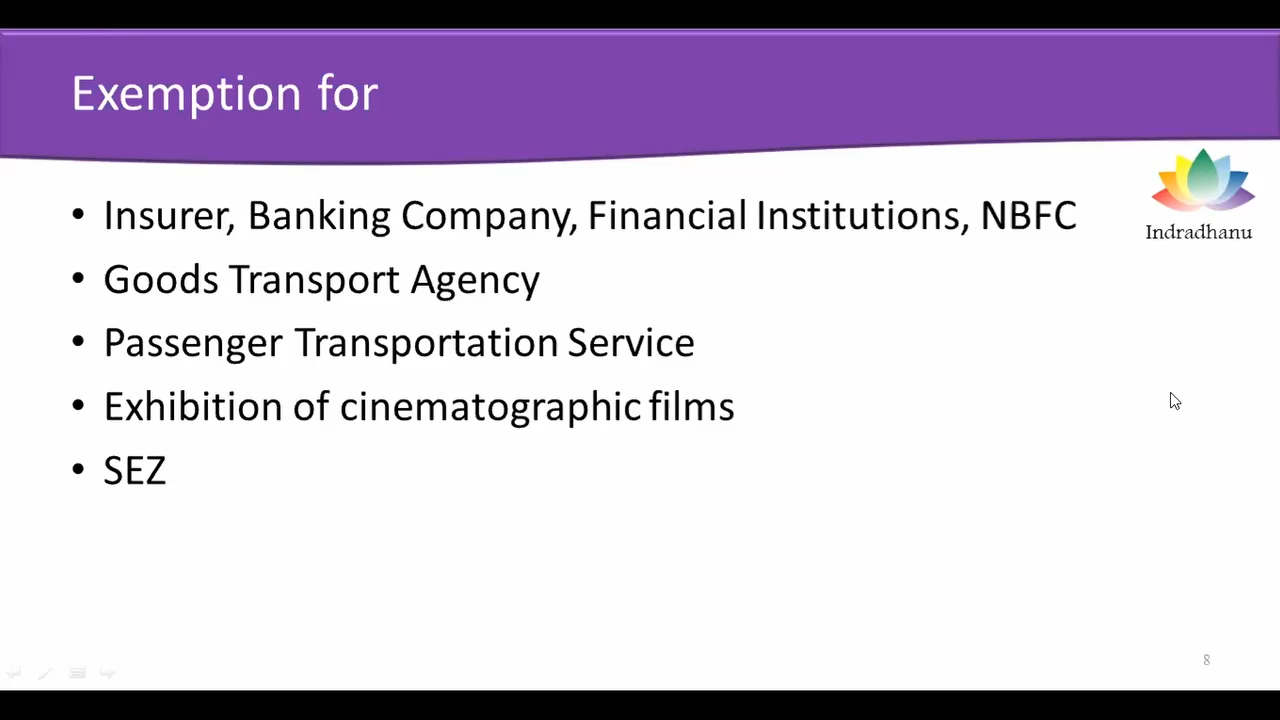 Exemption for
• Insurer, Banking Company, Financial Institutions, NBFC
Indradhanu
• Goods Transport Agency
• Passenger Transportation Service
• Exhibition of cinematographic films
• SEZ
8